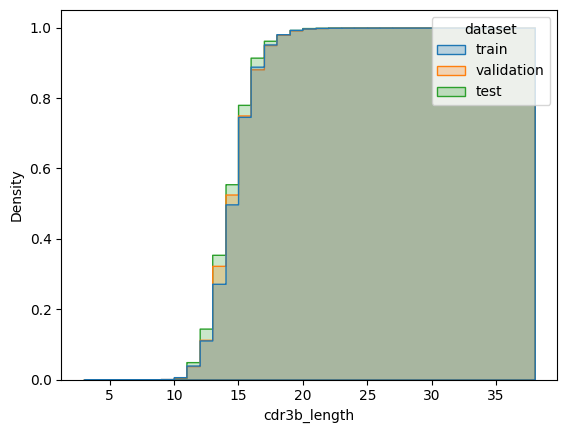 dataset
train
validation
test
1.0
0.8
0.6
0.4
0.2
0.0
Density
5 10 15 20 25 30 35
cdr3b_length